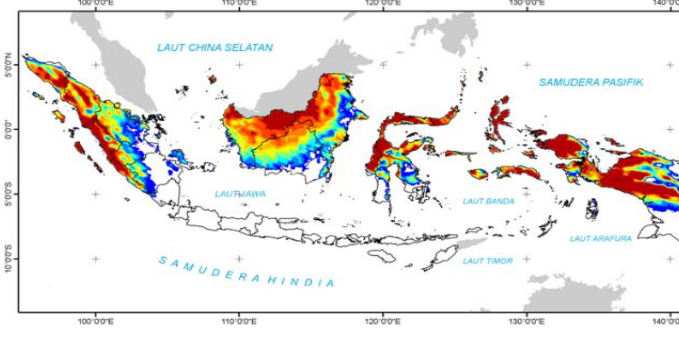 100°0'0"E 110°0'0"E 120°0'0"E 130°0'0"E 140°0'0
LAUT CHINA SELATAN
5°0'0"N
SAMUDERA PASIFIK
0°0'0"
LAUT JAWA
5°0'0"S
LAUT BANDA
LAUT ARAFURA
10°0'0"S
SAMUDERA HINDIA
LAUT TIMOR
100°0'0"E 110°0'0"E 120°0'0"E 130°0'0"E 140°0'0